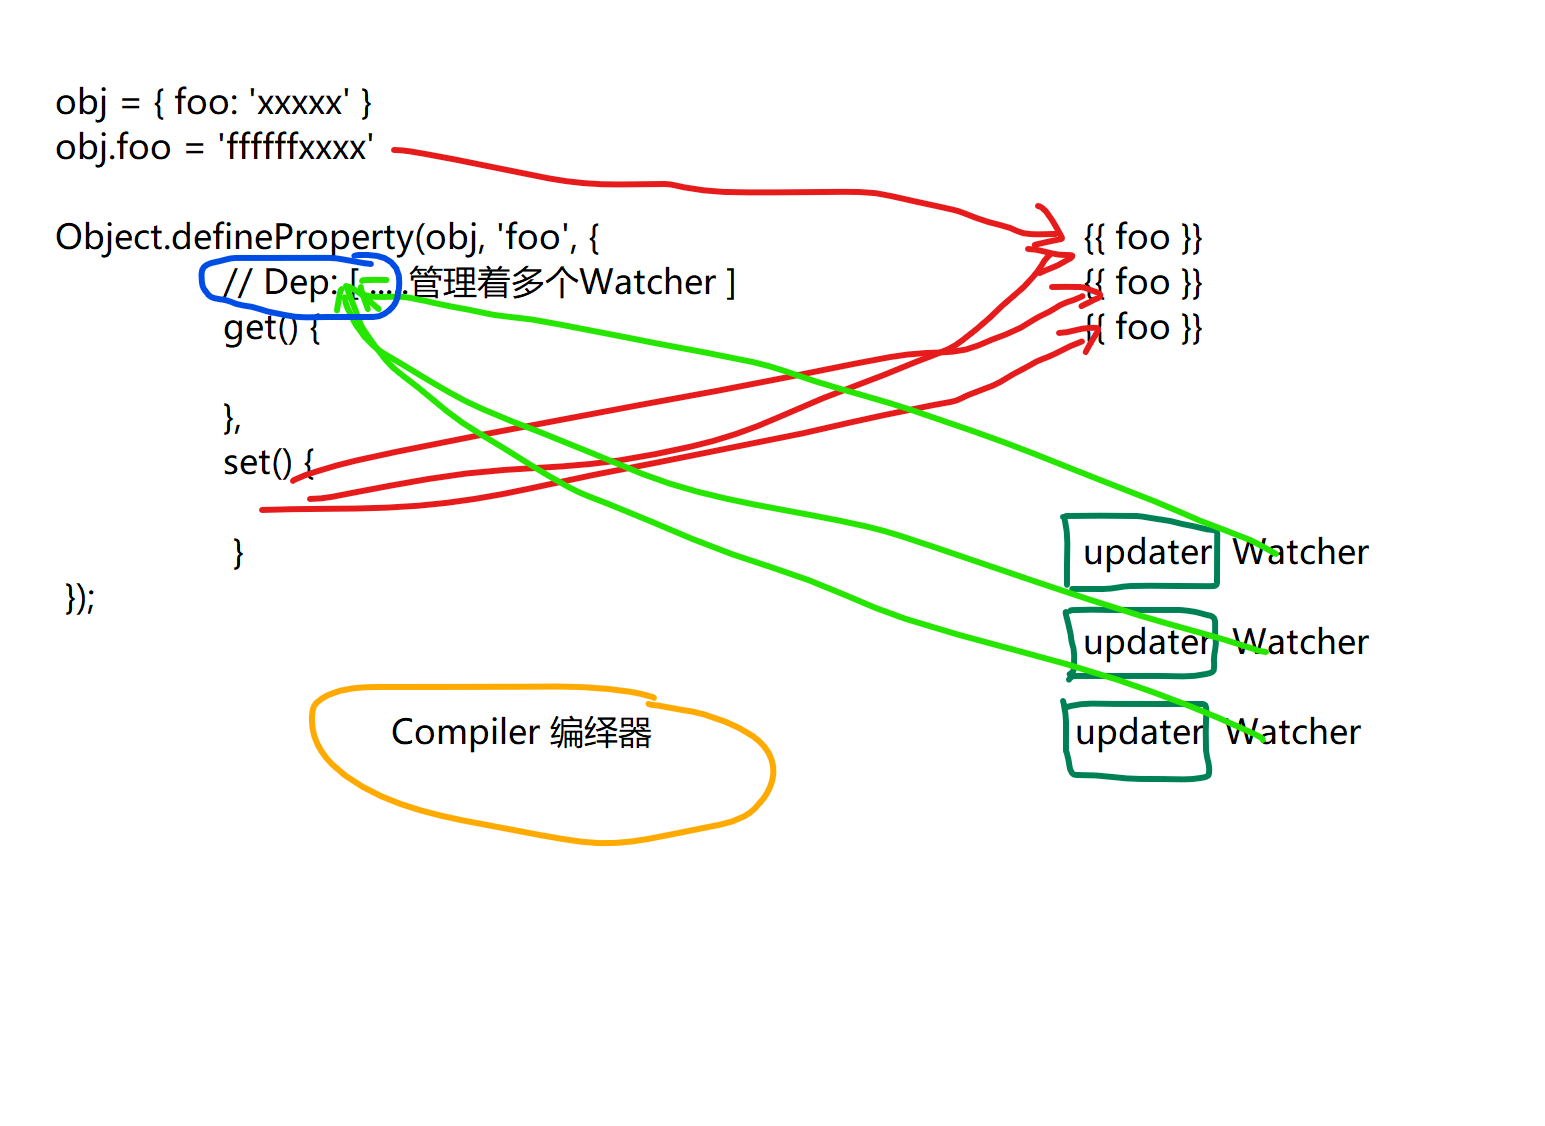 obj = { foo: 'xxxxx' }
obj.foo = 'ffffffxxxx'
Object.defineProperty(obj, 'foo', {
// Dep: [ .....管理着多个Watcher ]
get() {
},
set() {
}
});
{{ foo }}
{{ foo }}
{{ foo }}
updater Watcher
updater Watcher
updater Watcher
Compiler 编绎器